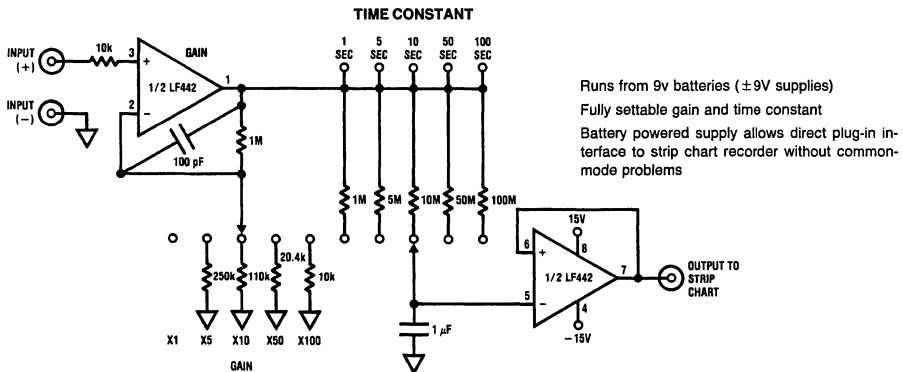 TIME CONSTANT
1 SEC
5 SEC
10 SEC
50 SEC
100 SEC
INPUT (+)
10k
3
+
GAIN
1/2 LF442
1
2
−
INPUT (−)
100 pF
1M
1M
5M
10M
50M
100M
Runs from 9v batteries (±9V supplies)
Fully settable gain and time constant
Battery powered supply allows direct plug-in in-
terface to strip chart recorder without common-
mode problems
250k
110k
20.4k
10k
X1
X5
X10
X50
X100
GAIN
1 μF
6
+
15V
8
1/2 LF442
7
5
−
4
−15V
OUTPUT TO
STRIP
CHART